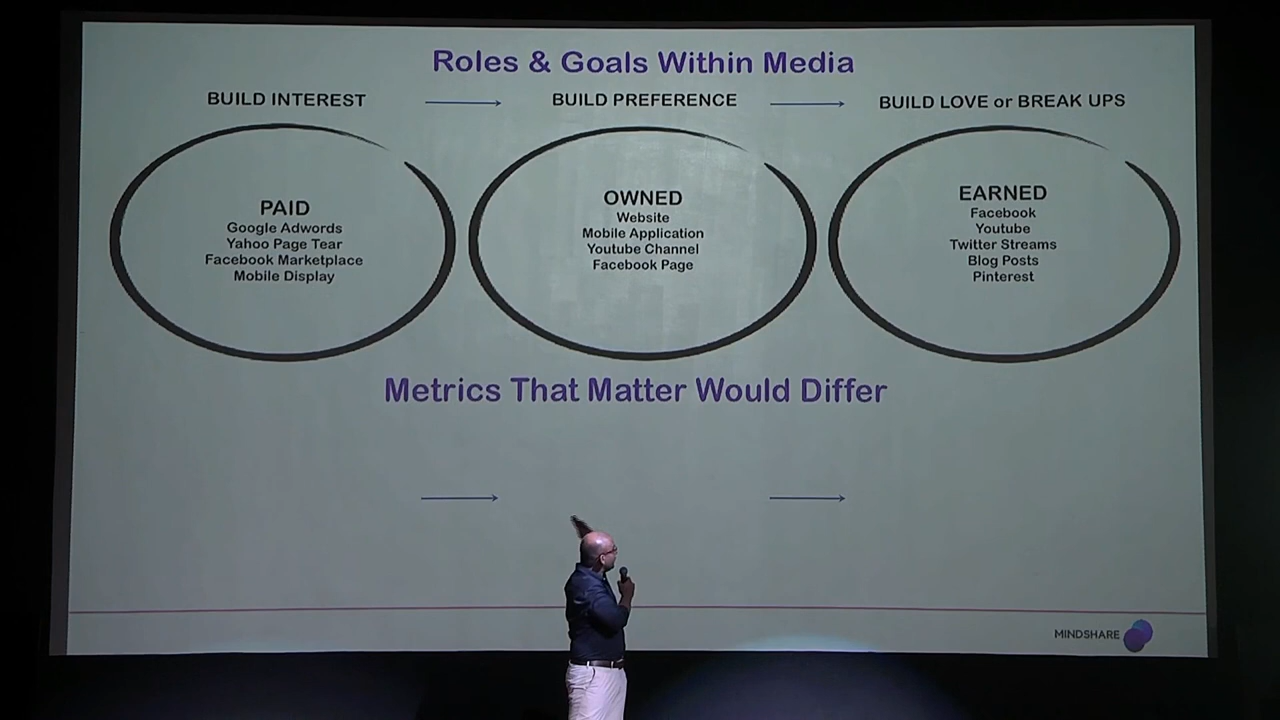 Roles & Goals Within Media
BUILD INTEREST
BUILD PREFERENCE
BUILD LOVE or BREAK UPS
PAID
Google Adwords
Yahoo Page Tear
Facebook Marketplace
Mobile Display
OWNED
Website
Mobile Application
Youtube Channel
Facebook Page
EARNED
Facebook
Youtube
Twitter Streams
Blog Posts
Pinterest
Metrics That Matter Would Differ
MINDSHARE